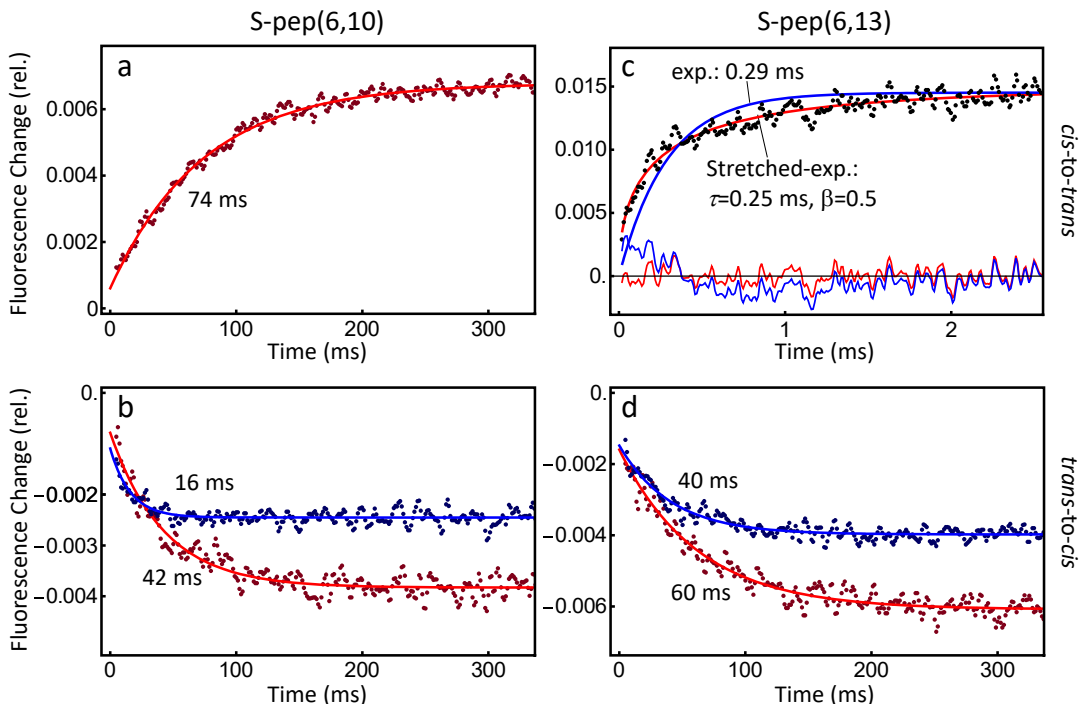 S-pep(6,10)
S-pep(6,13)
a
Fluorescence Change (rel.)
0.006
0.004
0.002
0
74 ms
0
100
200
300
Time (ms)
c
0.015
0.010
0.005
0.
exp.: 0.29 ms
Stretched-exp.:
τ=0.25 ms, β=0.5
0
1
2
Time (ms)
cis-to-trans
b
Fluorescence Change (rel.)
0.
−0.002
−0.003
−0.004
16 ms
42 ms
0
100
200
300
Time (ms)
d
0.
−0.002
−0.004
−0.006
40 ms
60 ms
0
100
200
300
Time (ms)
trans-to-cis